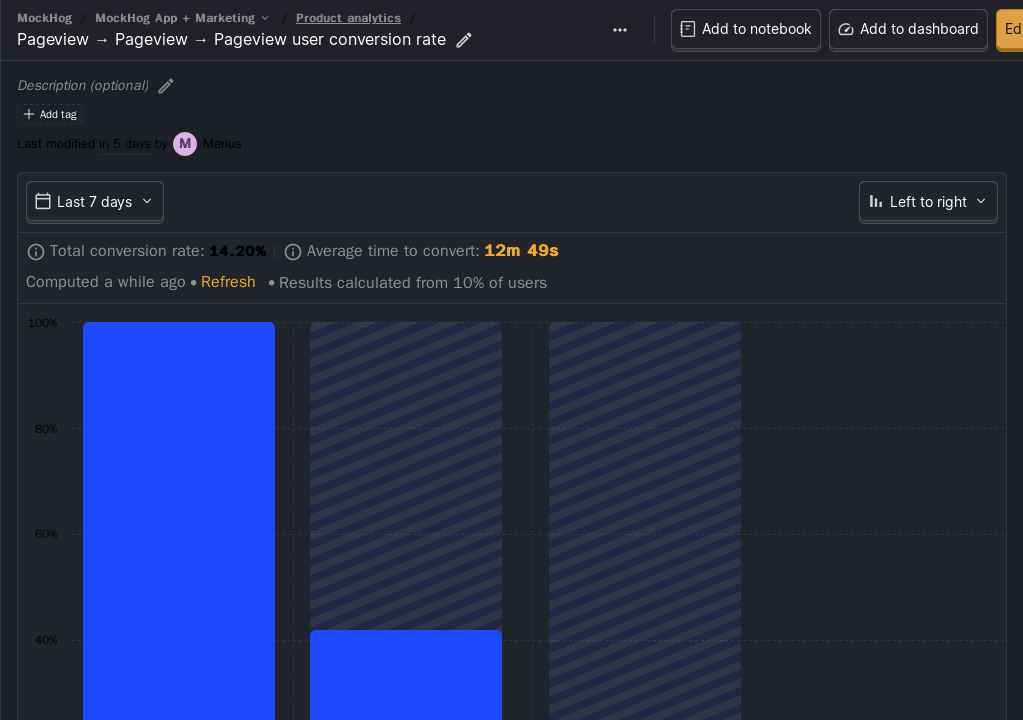 MockHog / MockHog App + Marketing / Product analytics /
Pageview → Pageview → Pageview user conversion rate
Add to notebook
Add to dashboard
Ed
Description (optional)
Add tag
Last modified in 5 days by M Marius
Last 7 days
Left to right
Total conversion rate: 14.20%
Average time to convert: 12m 49s
Computed a while ago • Refresh • Results calculated from 10% of users
100%
80%
60%
40%